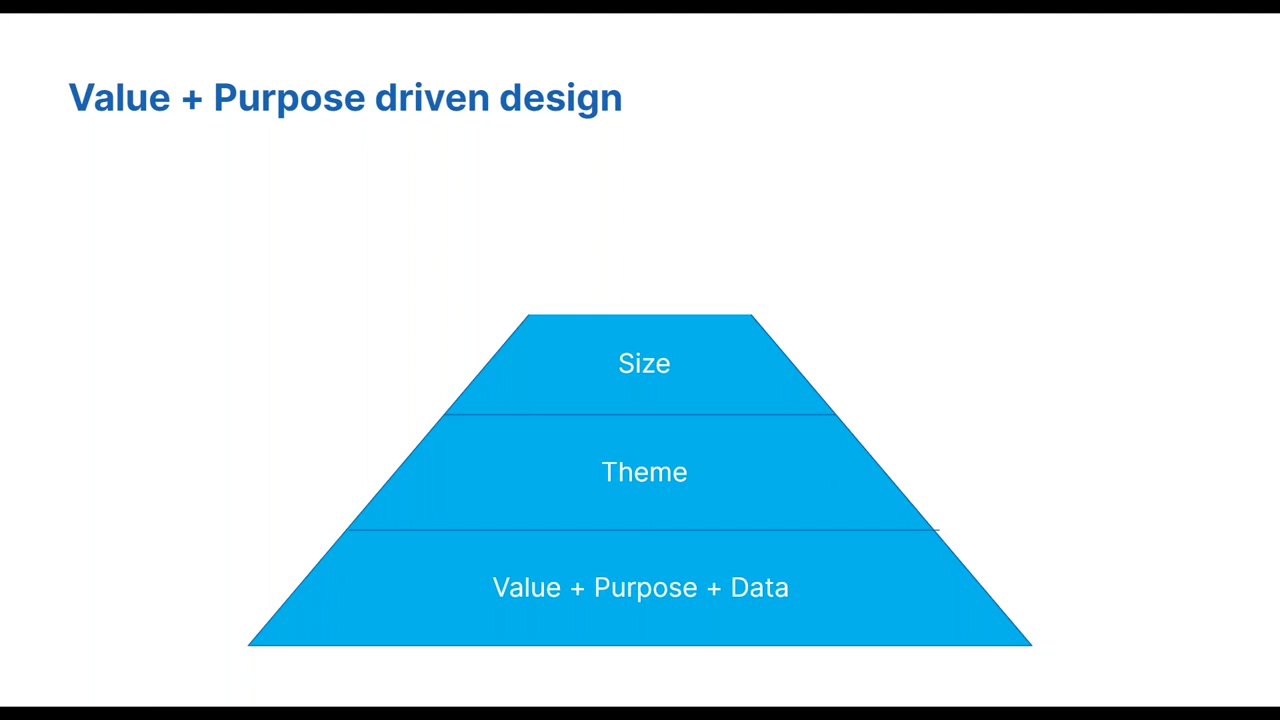 Value + Purpose driven design
Size
Theme
Value + Purpose + Data